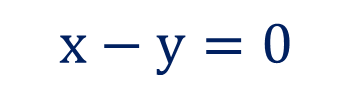 x − y = 0